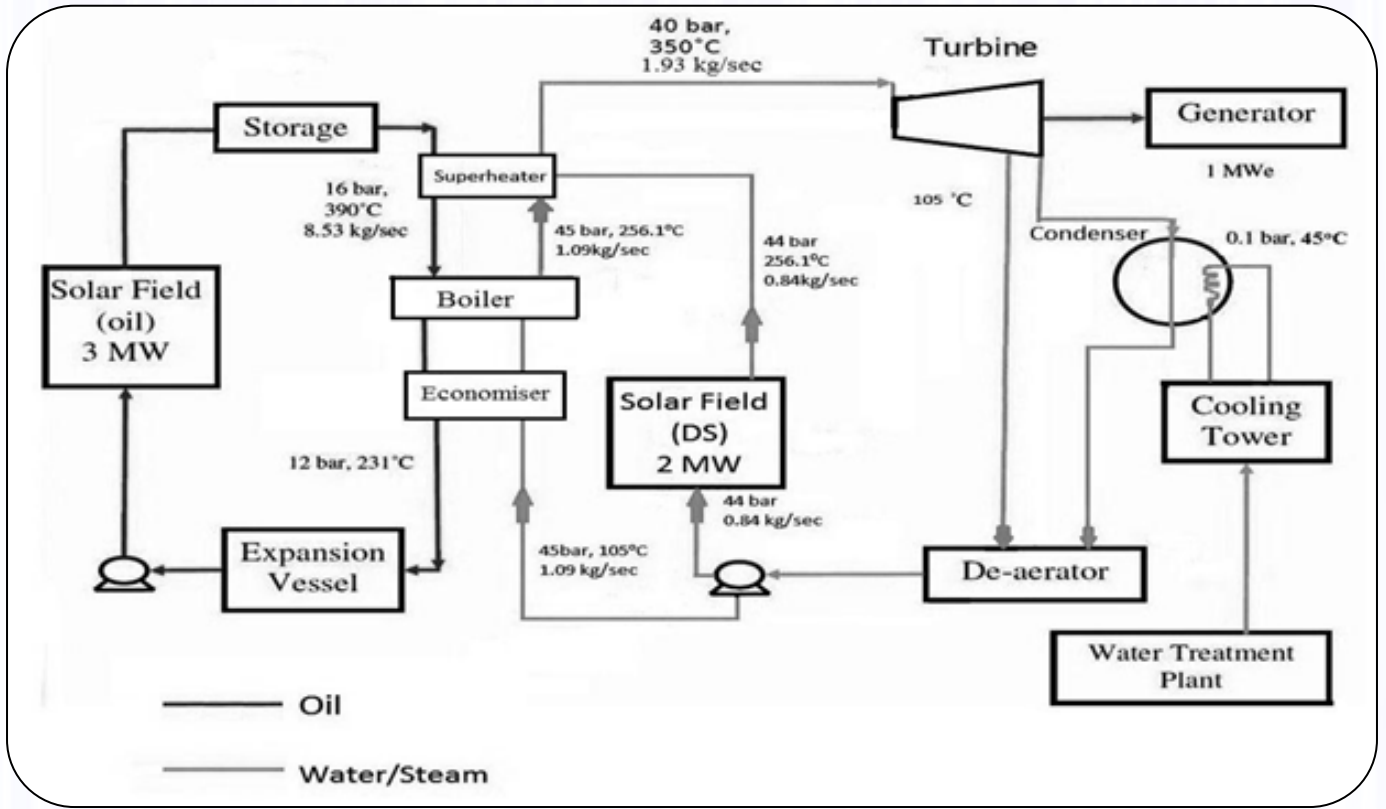 40 bar,
350°C
1.93 kg/sec
Turbine
Storage
Generator
Superheater
1 MWe
16 bar,
390°C
8.53 kg/sec
105 °C
45 bar, 256.1⁰C
1.09kg/sec
44 bar
256.1⁰C
0.84kg/sec
Condenser
0.1 bar, 45°C
Solar Field
(oil)
3 MW
Boiler
Economiser
Solar Field
(DS)
2 MW
Cooling
Tower
12 bar, 231°C
44 bar
0.84 kg/sec
Expansion
Vessel
45bar, 105⁰C
1.09 kg/sec
De-aerator
Water Treatment
Plant
Oil
Water/Steam